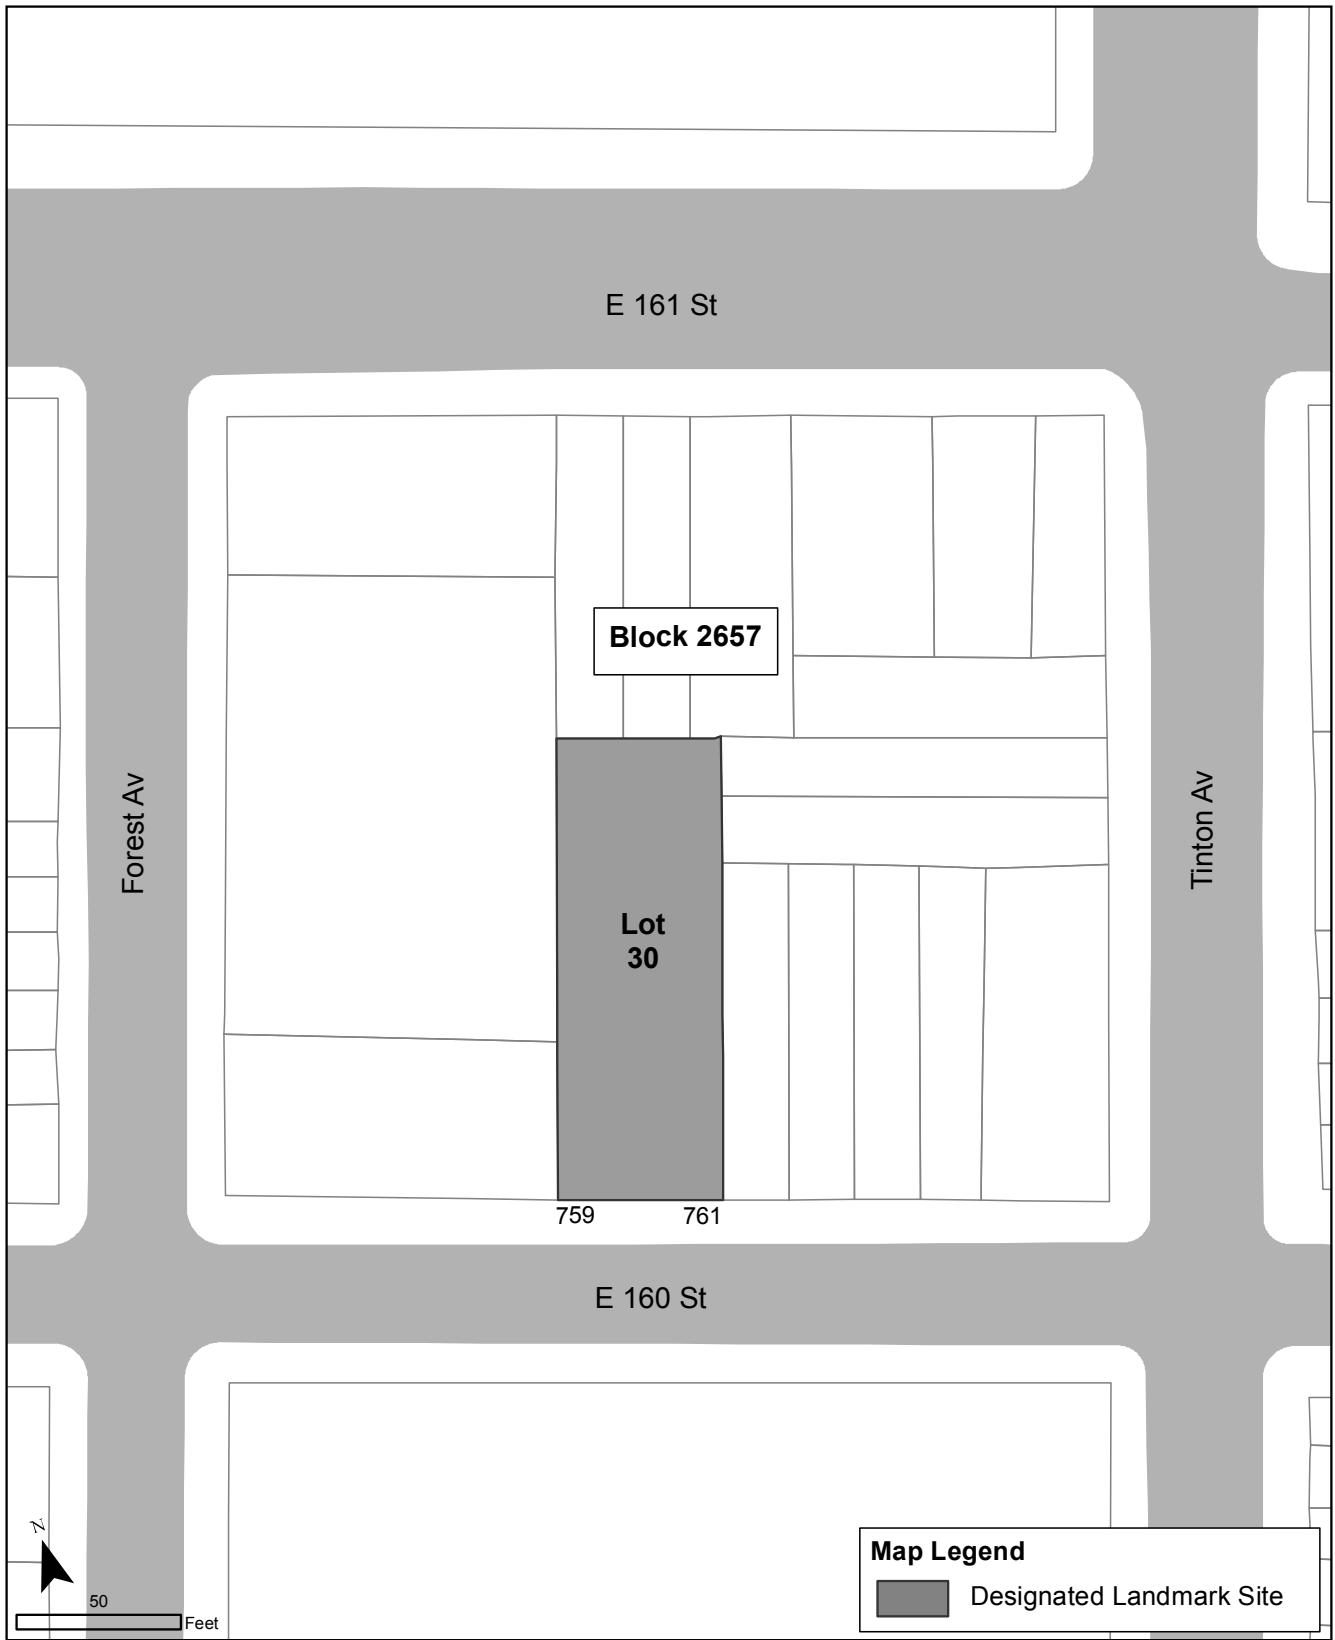 E 161 St
Block 2657
Forest Av
Tinton Av
Lot
30
759
761
E 160 St
N
50
Feet
Map Legend
Designated Landmark Site